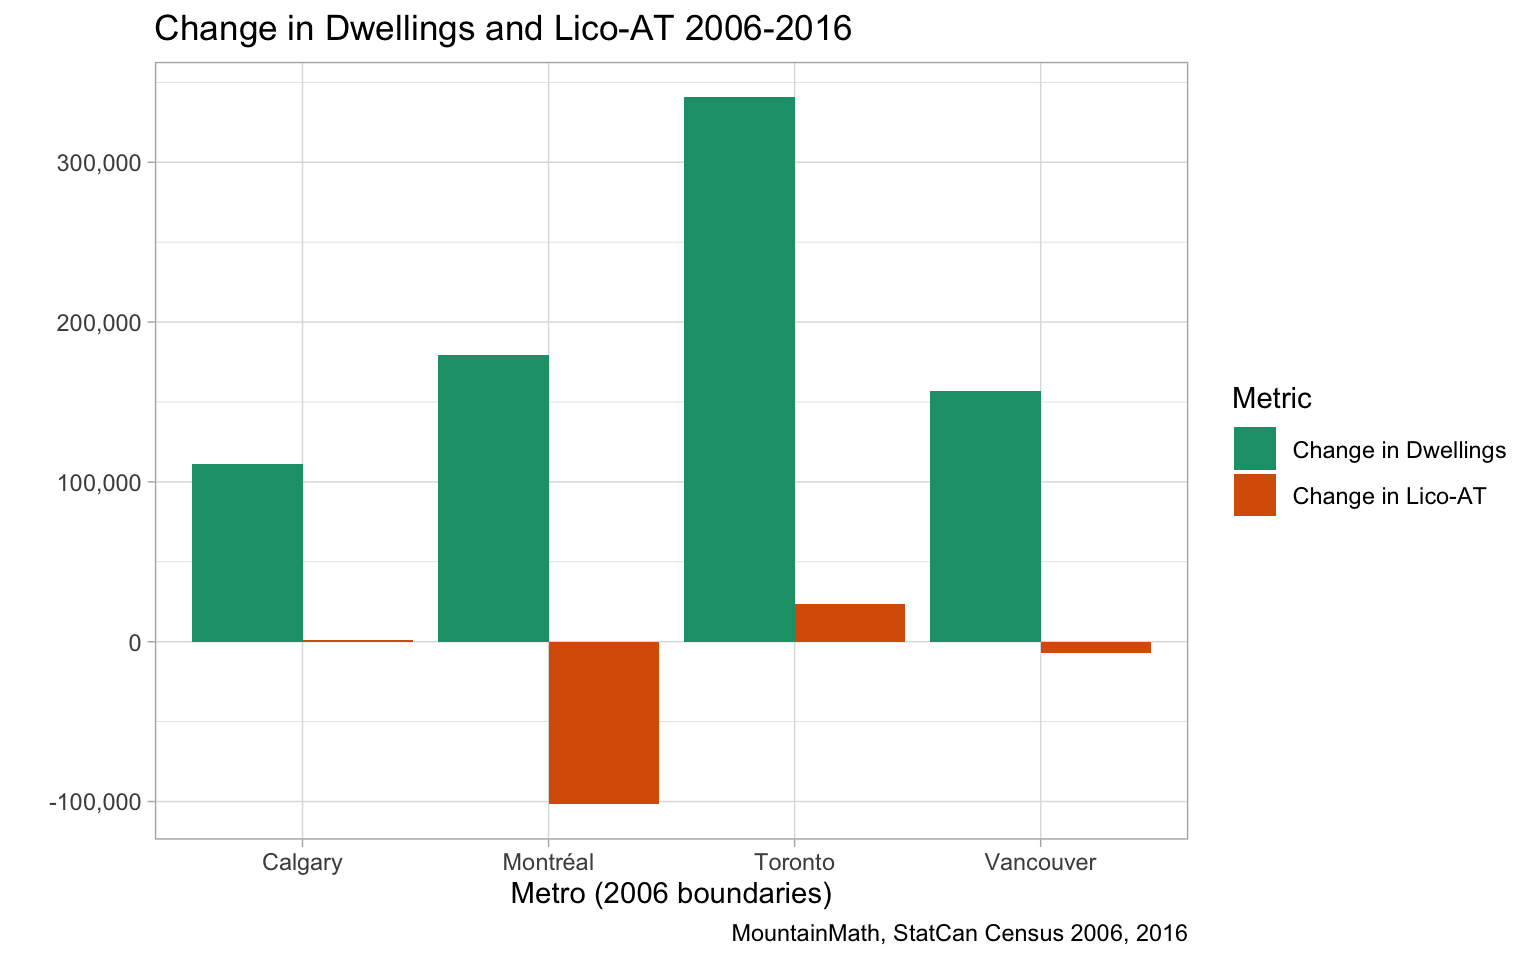 Change in Dwellings and Lico-AT 2006-2016
300,000
200,000
100,000
0
-100,000
Calgary
Montréal
Toronto
Vancouver
Metro (2006 boundaries)
MountainMath, StatCan Census 2006, 2016
Metric
Change in Dwellings
Change in Lico-AT